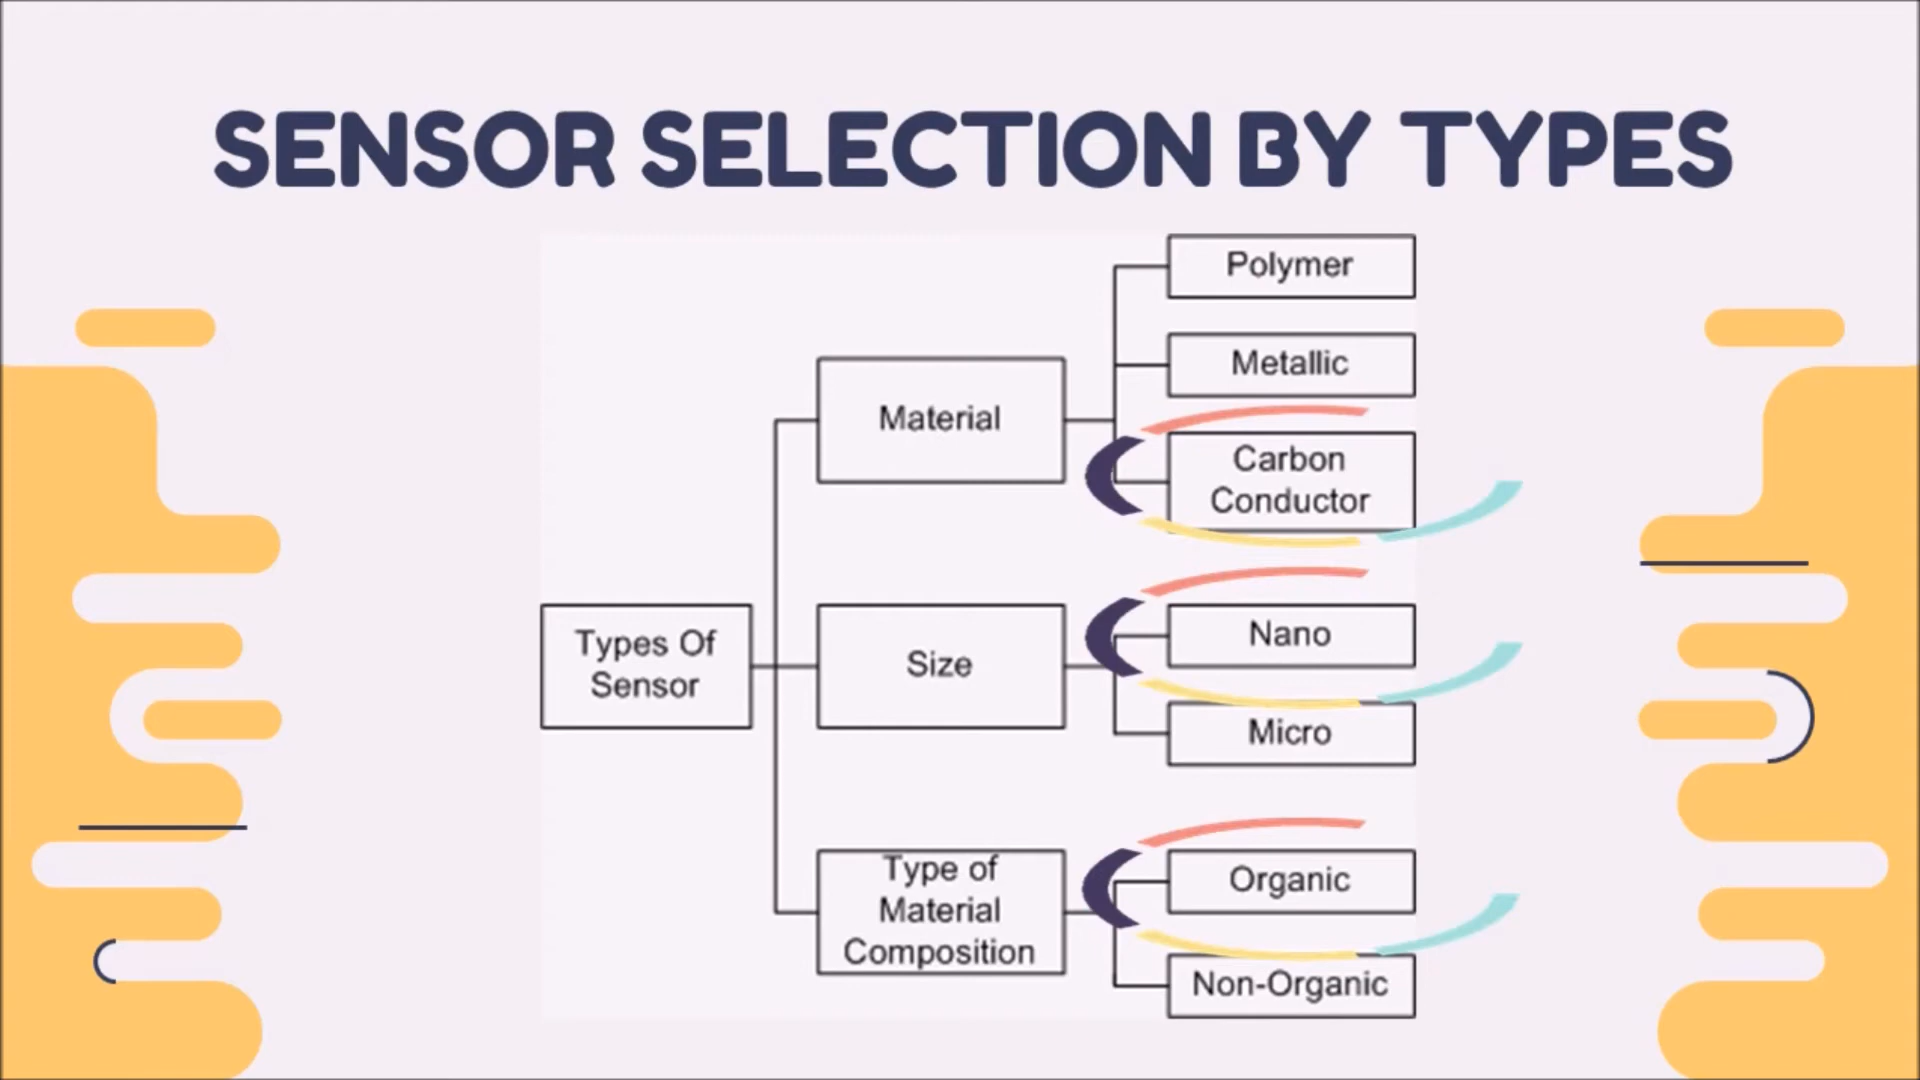 SENSOR SELECTION BY TYPES
Polymer
Metallic
Material
Carbon
Conductor
Types Of
Sensor
Size
Nano
Micro
Type of
Material
Composition
Organic
Non-Organic